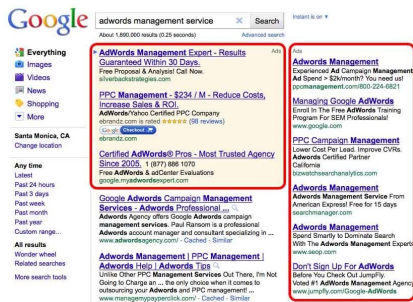 Google
adwords management service
×
Search
Instant is on ▼
About 1,890,000 results (0.25 seconds)
Advanced search
Everything
Images
Videos
News
Shopping
More
Santa Monica, CA
Change location
Any time
Latest
Past 24 hours
Past 3 days
Past week
Past month
Past year
Custom range...
All results
Wonder wheel
Related searches
More search tools
Ads
AdWords Management Expert - Results
Guaranteed Within 30 Days.
Free Proposal & Analysis! Call Now.
silverbackstrategies.com
PPC Management - $234 / M - Reduce Costs,
Increase Sales & ROI.
AdWords/Yahoo Certified PPC Company
ebrandz.com is rated ★★★★★ (98 reviews)
Google Checkout
ebrandz.com
Certified AdWords® Pros - Most Trusted Agency
Since 2005. 1 (877) 886 1070
Free AdWords & adCenter Evaluations
google.myadwordsexpert.com
Google Adwords Campaign Management
Services - Adwords Professional ...
Adwords Agency offers Google Adwords campaign
management services. Paul Ransom is a professional
Adwords account manager and consultant specialising in ...
www.adwordsagency.com/ - Cached - Similar
Adwords Management | PPC Management |
Adwords Help | Adwords Tips
Unlike Other PPC Management Services Out There, I'm Not
Going to Charge an ... the only choice when it comes to
outsourcing your Adwords and PPC management ...
www.managemypayperclick.com/ - Cached - Similar
Ads
Adwords Management
Experienced Ad Campaign Management
Ad Spend > $2k/month? You need us!
ppcmanagement.com/800-224-6821
Managing Google AdWords
Enroll In The Free AdWords Training
Program For SEM Professionals!
www.google.com
PPC Campaign Management
Lower Cost Per Lead. Improve CVRs.
Adwords Certified Partner
California
bizwatchsearchanalytics.com
Adwords Management
Adwords Management Service From
American Express! Free for 15 days
searchmanager.com
Adwords Management
Spend Smartly to Dominate Search
With The Adwords Management Experts
www.seop.com
Don't Sign Up For AdWords
Before You Check Out JumpFly.
Voted #1 AdWords Management Agency
www.jumpfly.com/Google-AdWords